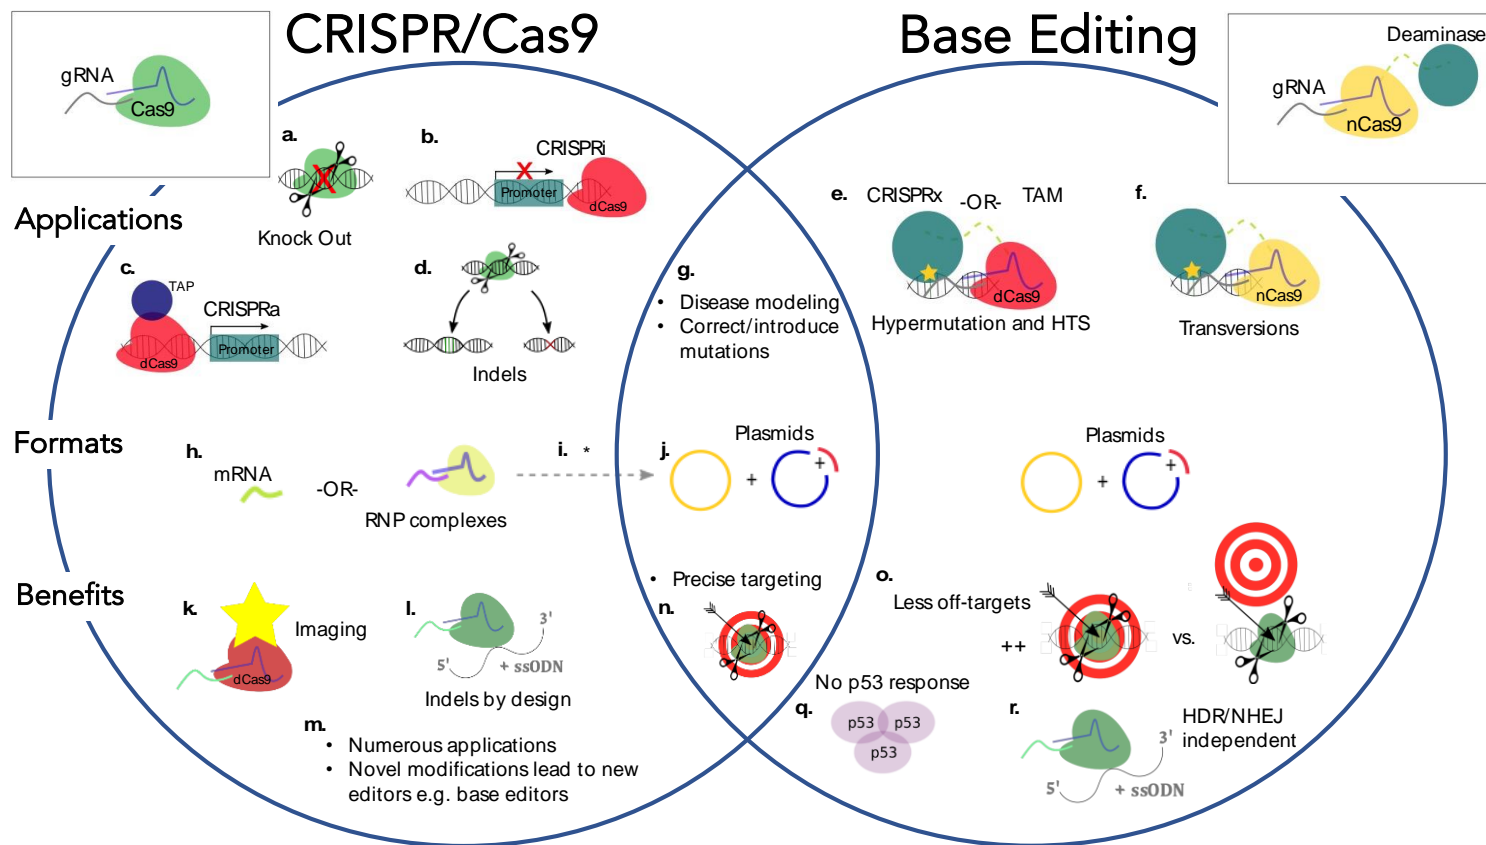 CRISPR/Cas9
Base Editing
gRNA
Cas9
Deaminase
gRNA
nCas9
Applications
a.
Knock Out
b.
CRISPRi
X
Promoter
dCas9
c.
TAP
CRISPRa
Promoter
dCas9
d.
Indels
g.
• Disease modeling
• Correct/introduce
mutations
e.
CRISPRx -OR- TAM
dCas9
Hypermutation and HTS
f.
nCas9
Transversions
Formats
h.
mRNA
-OR-
RNP complexes
i. *
j.
Plasmids
+
+
Plasmids
+
+
Benefits
k.
Imaging
dCas9
l.
3'
5'
+ ssODN
Indels by design
m.
• Numerous applications
• Novel modifications lead to new
editors e.g. base editors
• Precise targeting
n.
o.
Less off-targets
++
vs.
No p53 response
q.
p53 p53
p53
r.
HDR/NHEJ
independent
3'
5'
+ ssODN